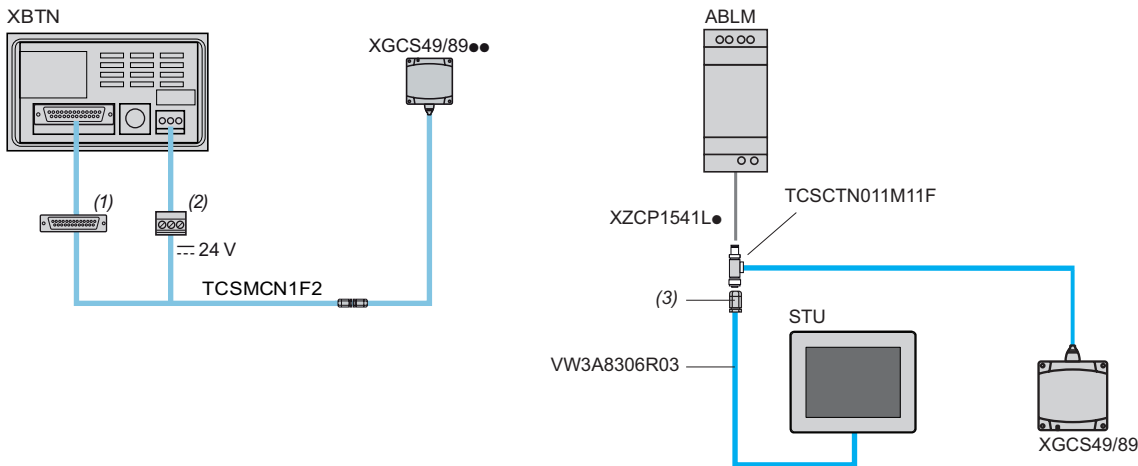 XBTN
XGCS49/89●●
(1)
(2)
24 V
TCSMCN1F2
ABLM
TCSCTN011M11F
XZCP1541L●
(3)
STU
VW3A8306R03
XGCS49/89